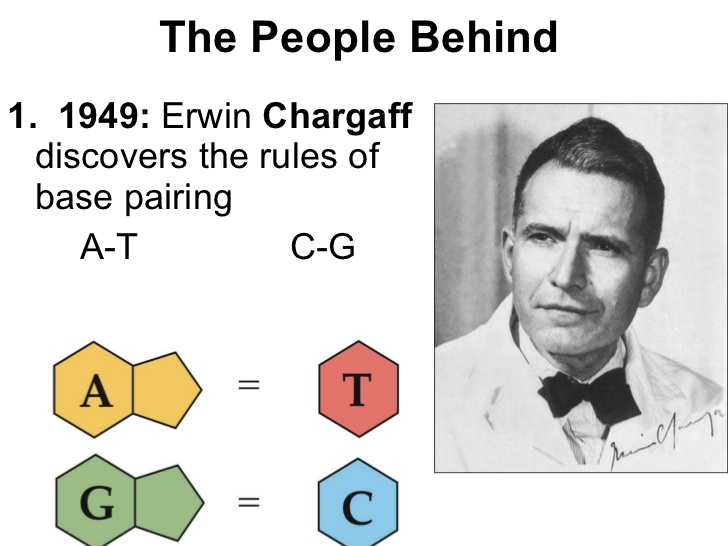 The People Behind
1. 1949: Erwin Chargaff
discovers the rules of
base pairing
A-T C-G
A = T
G = C